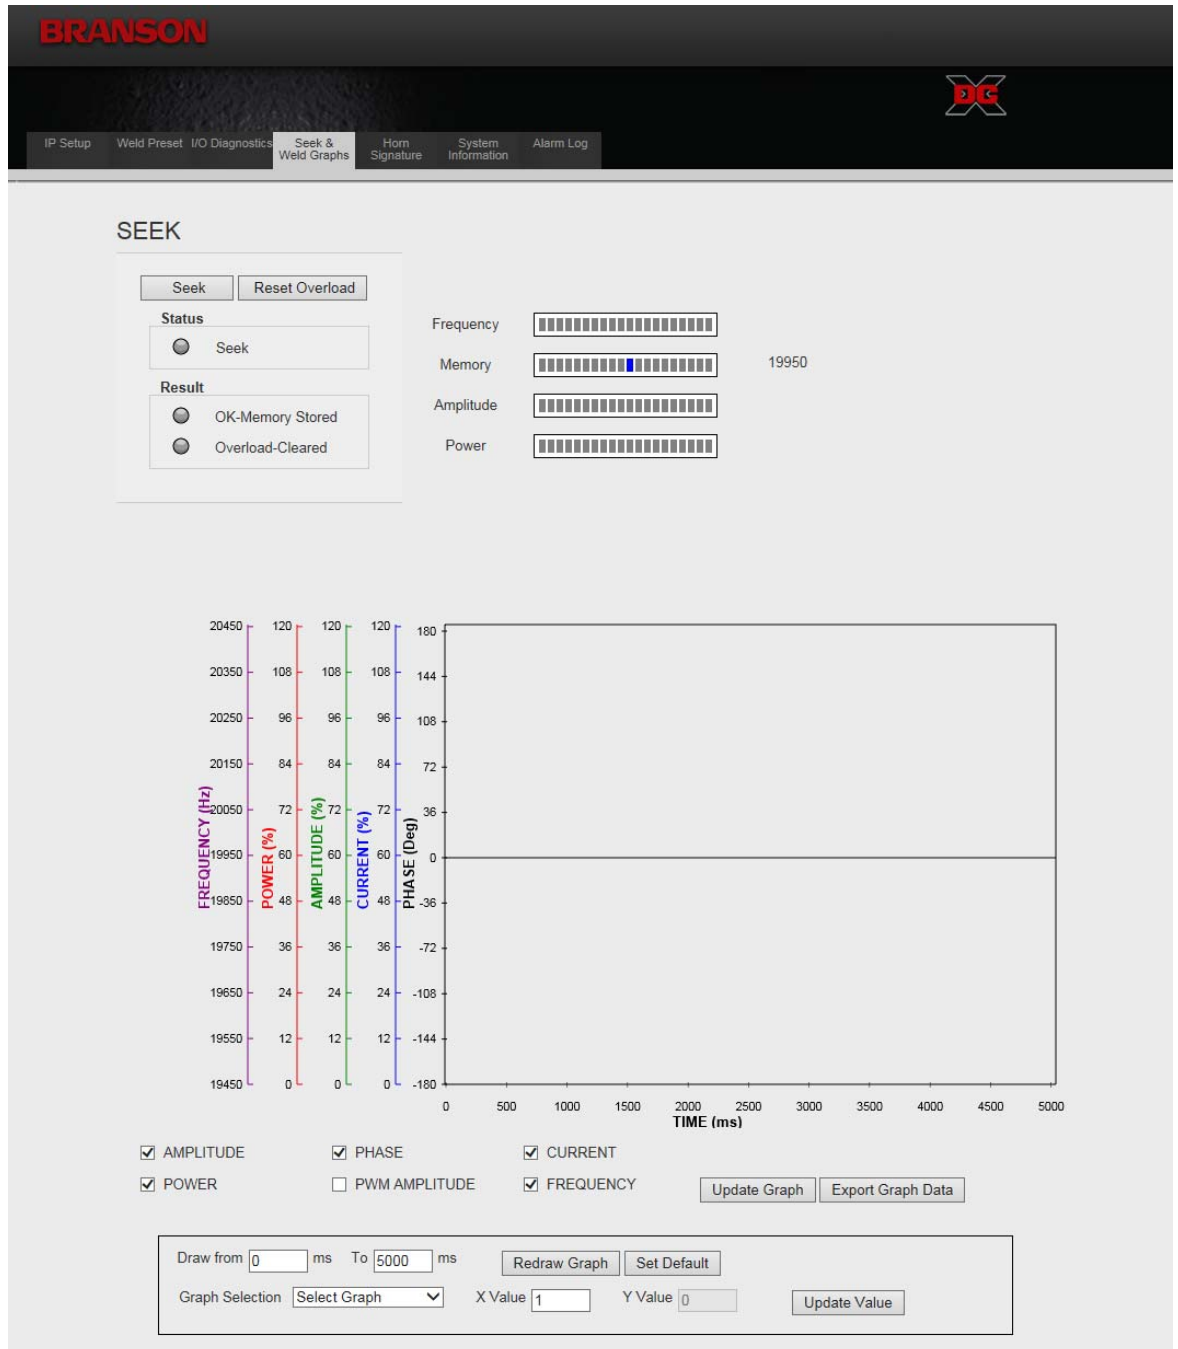 BRANSON
DCX
IP Setup Weld Preset I/O Diagnostics Seek & Weld Graphs Horn Signature System Information Alarm Log
SEEK
Seek Reset Overload
Status
Seek
Result
OK-Memory Stored
Overload-Cleared
Frequency
Memory 19950
Amplitude
Power
FREQUENCY (Hz)
20450
20350
20250
20150
20050
19950
19850
19750
19650
19550
19450
POWER (%)
120
108
96
84
72
60
48
36
24
12
0
AMPLITUDE (%)
120
108
96
84
72
60
48
36
24
12
0
CURRENT (%)
120
108
96
84
72
60
48
36
24
12
0
PHASE (Deg)
180
144
108
72
36
0
-36
-72
-108
-144
-180
0 500 1000 1500 2000 2500 3000 3500 4000 4500 5000
TIME (ms)
AMPLITUDE PHASE CURRENT
POWER PWM AMPLITUDE FREQUENCY Update Graph Export Graph Data
Draw from 0 ms To 5000 ms Redraw Graph Set Default
Graph Selection Select Graph X Value 1 Y Value 0 Update Value